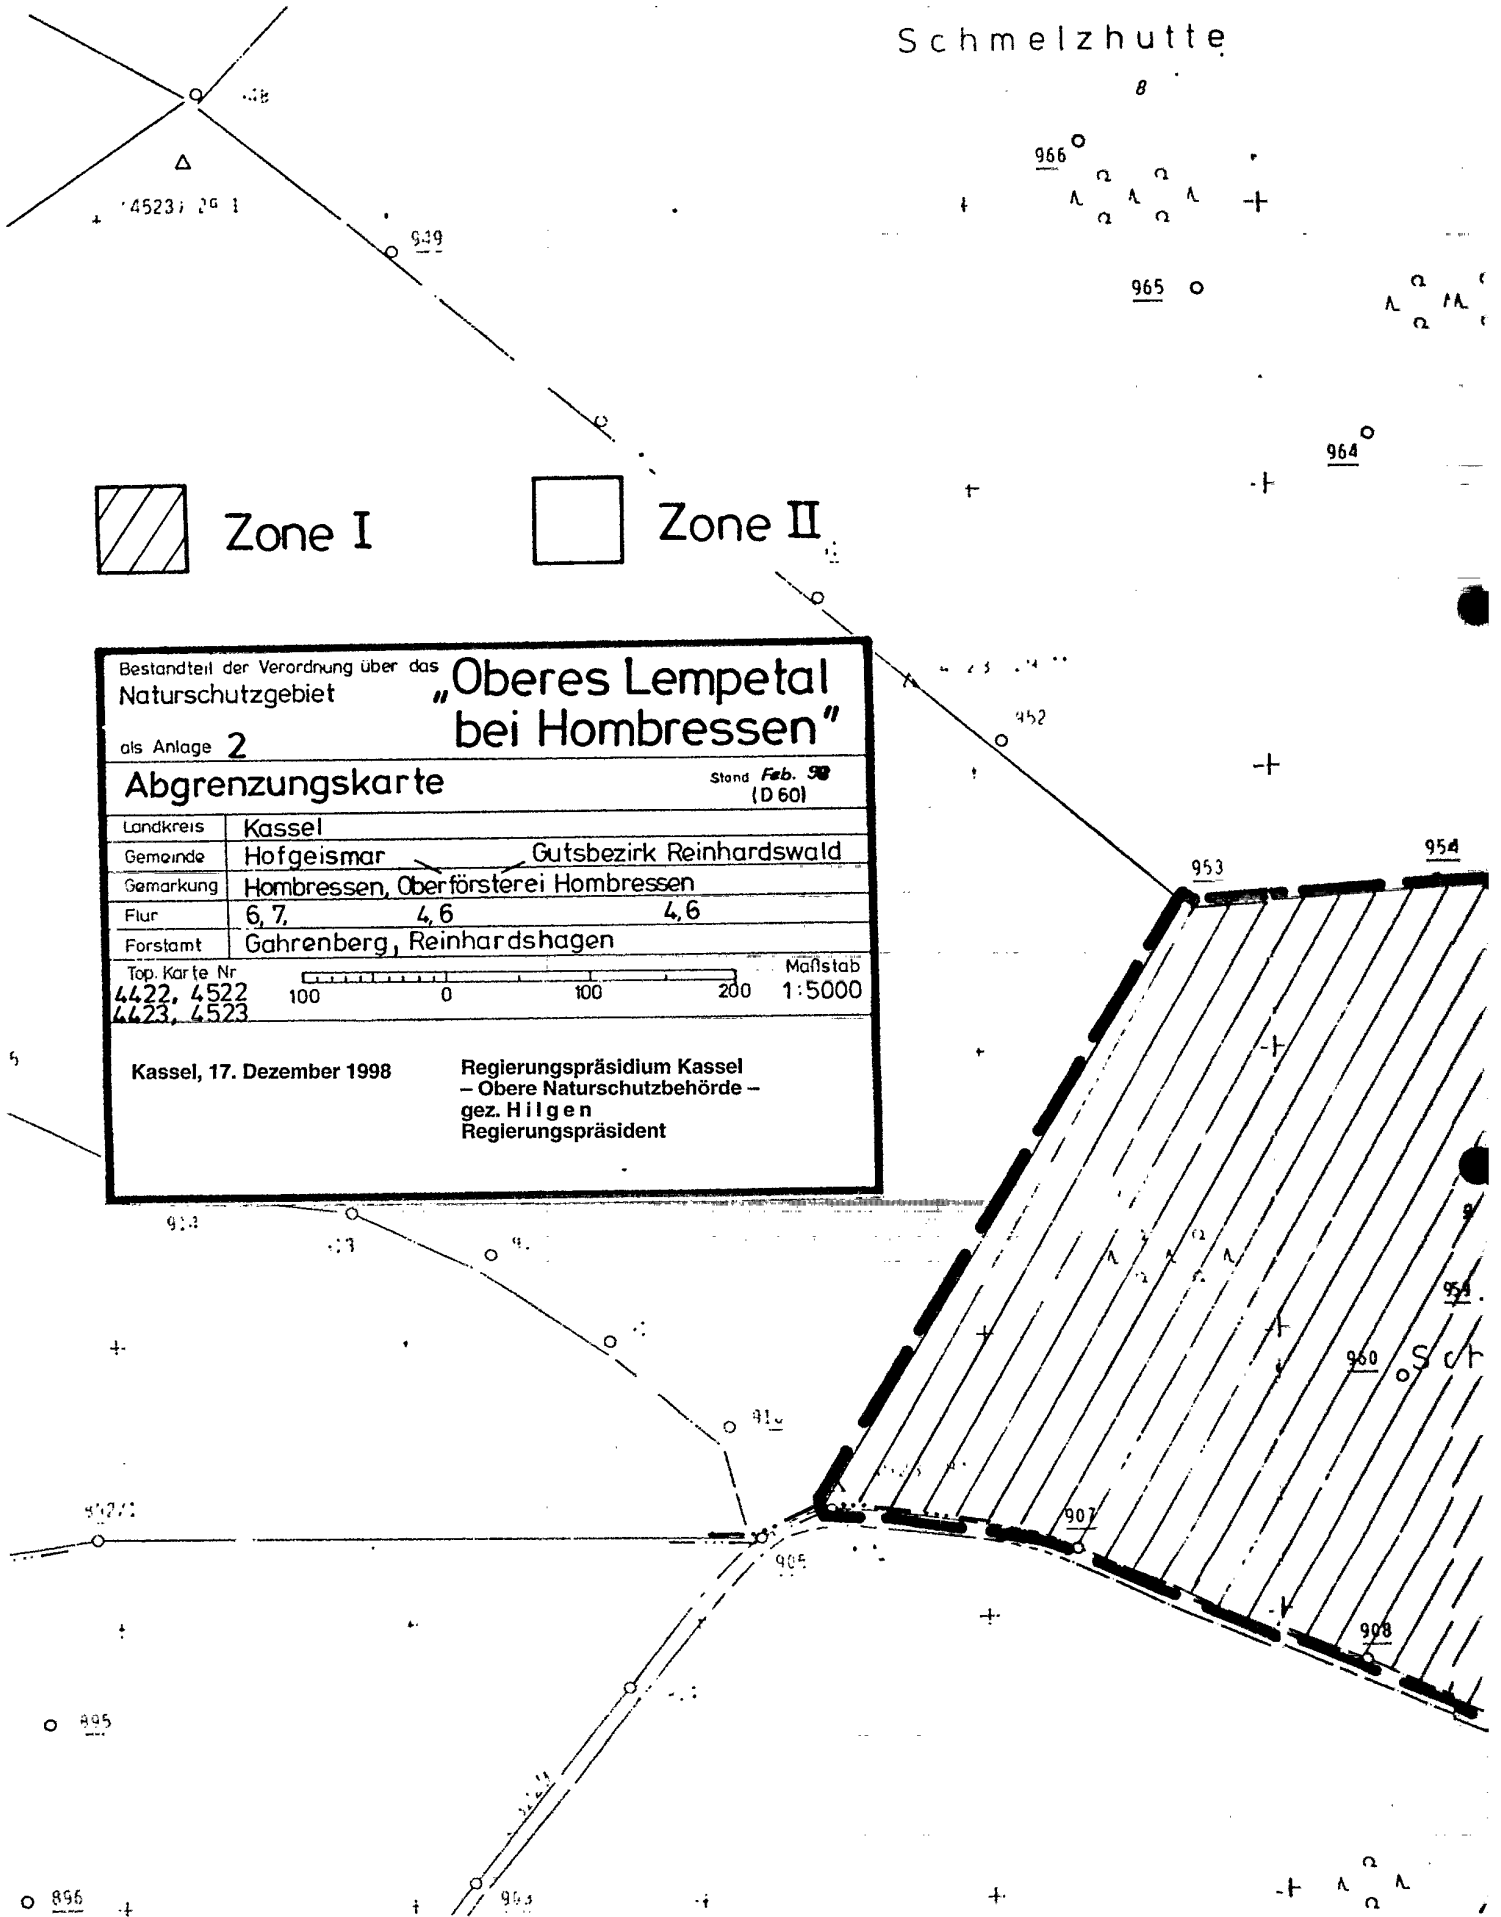 Schmelzhutte
8
966
949
965
964
Zone I
Zone II
Bestandteil der Verordnung über das
Naturschutzgebiet
„Oberes Lempetal
bei Hombressen"
als Anlage 2
Abgrenzungskarte
Stand Feb. 98
(D 60)
Landkreis Kassel
Gemeinde Hofgeismar Gutsbezirk Reinhardswald
Gemarkung Hombressen, Oberförsterei Hombressen
Flur 6, 7, 4, 6 4, 6
Forstamt Gahrenberg, Reinhardshagen
Top. Karte Nr
4422, 4522
4423, 4523
100 0 100 200
Maßstab
1:5000
Kassel, 17. Dezember 1998
Regierungspräsidium Kassel
– Obere Naturschutzbehörde –
gez. Hilgen
Regierungspräsident
952
953
954
959
960
905
907
908
895
896